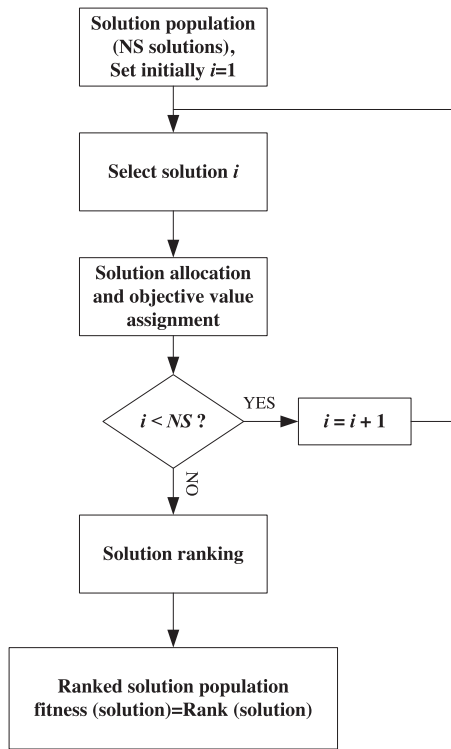 Solution population
(NS solutions),
Set initially i=1
Select solution i
Solution allocation
and objective value
assignment
i < NS ?
YES
i = i + 1
NO
Solution ranking
Ranked solution population
fitness (solution)=Rank (solution)